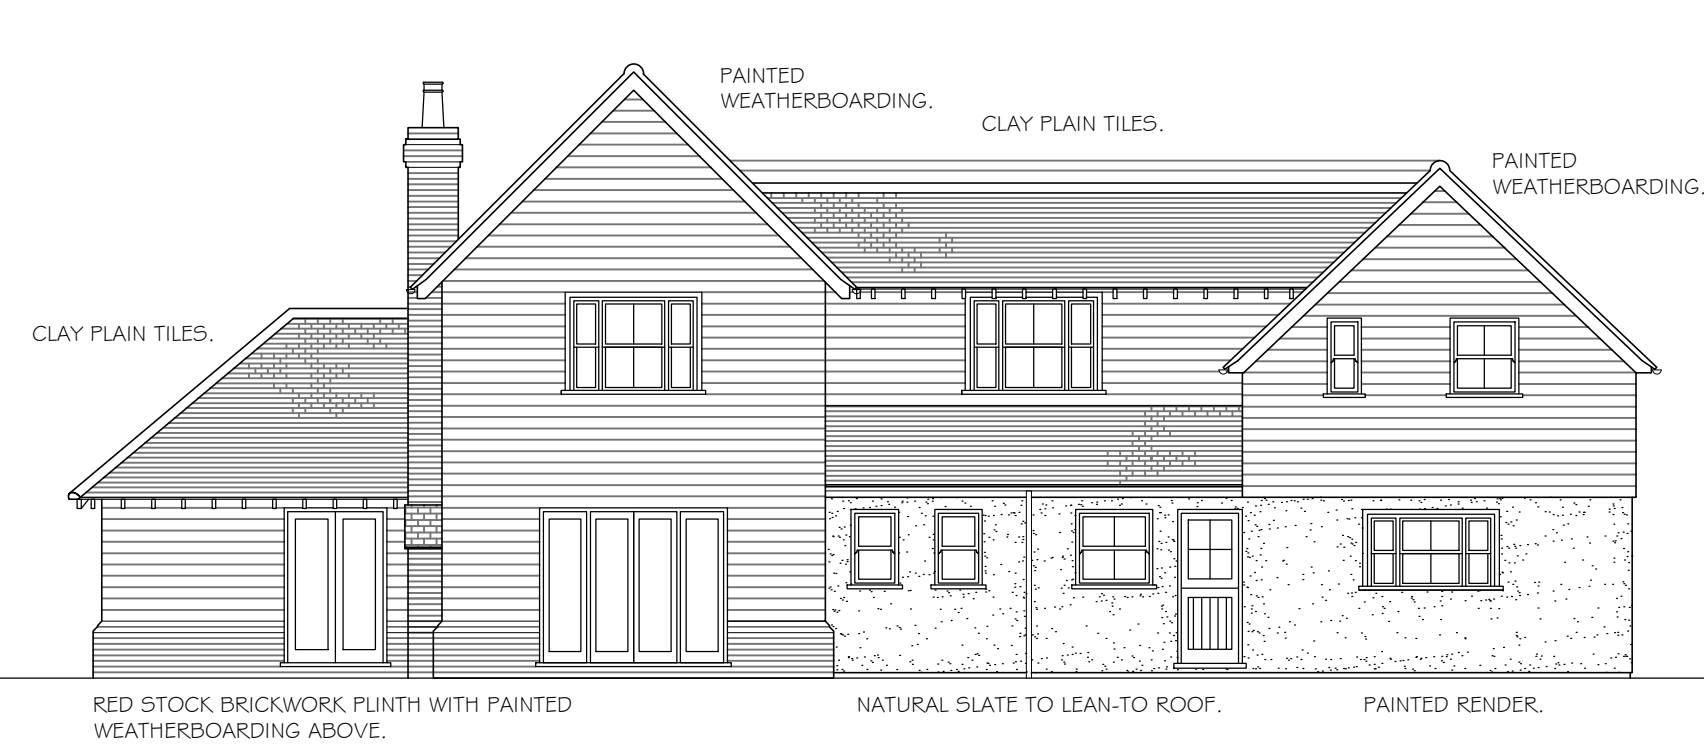 PAINTED
WEATHERBOARDING.
CLAY PLAIN TILES.
PAINTED
WEATHERBOARDING.
CLAY PLAIN TILES.
RED STOCK BRICKWORK PLINTH WITH PAINTED
WEATHERBOARDING ABOVE.
NATURAL SLATE TO LEAN-TO ROOF.
PAINTED RENDER.